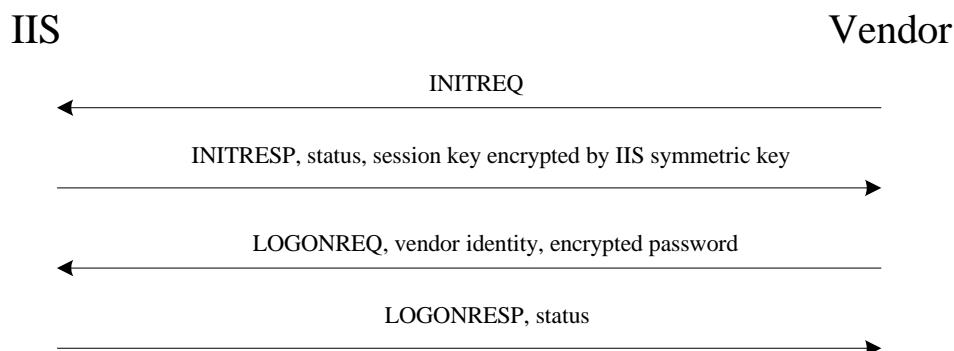 IIS
Vendor
INITREQ
INITRESP, status, session key encrypted by IIS symmetric key
LOGONREQ, vendor identity, encrypted password
LOGONRESP, status